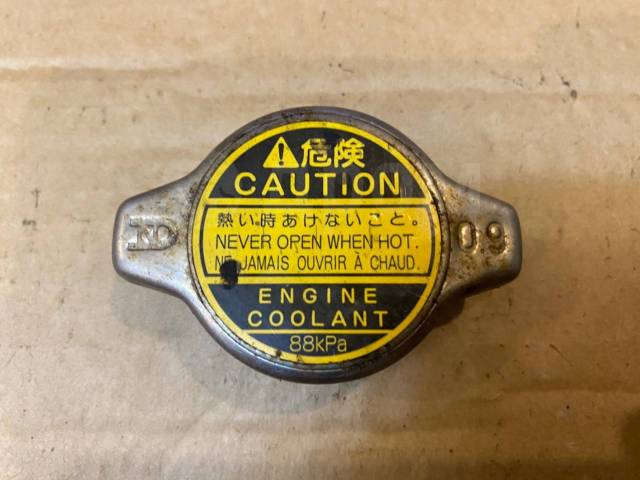 危険
CAUTION
熱い時あけないこと。
NEVER OPEN WHEN HOT.
NE JAMAIS OUVRIR À CHAUD.
ND
09
ENGINE
COOLANT
88kPa